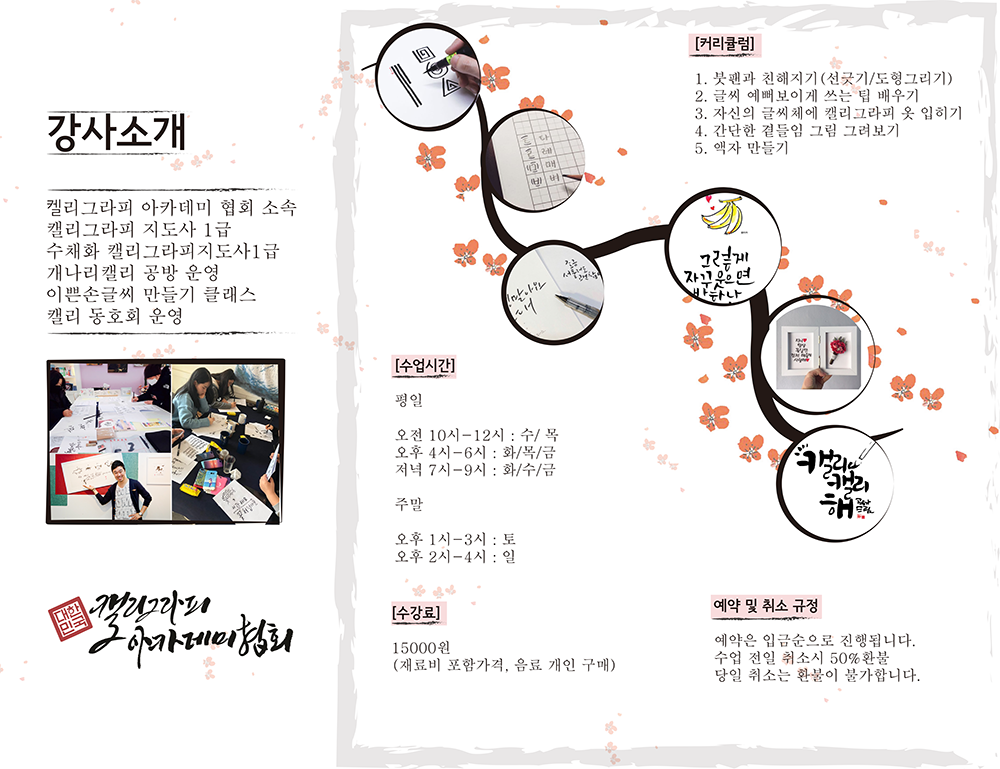 강사소개
켈리그라피 아카데미 협회 소속
캘리그라피 지도사 1급
수채화 캘리그라피지도사1급
개나리캘리 공방 운영
이쁜손글씨 만들기 클래스
캘리 동호회 운영
대한민국
캘리그라피
아카데미협회
[커리큘럼]
1. 붓팬과 친해지기(선긋기/도형그리기)
2. 글씨 예뻐보이게 쓰는 팁 배우기
3. 자신의 글씨체에 캘리그라피 옷 입히기
4. 간단한 곁들임 그림 그려보기
5. 액자 만들기
그렇게
자꾸웃으면
반하나
캘리나
캘리
해
[수업시간]
평일
오전 10시-12시 : 수/ 목
오후 4시-6시 : 화/목/금
저녁 7시-9시 : 화/수/금
주말
오후 1시-3시 : 토
오후 2시-4시 : 일
[수강료]
15000원
(재료비 포함가격, 음료 개인 구매)
예약 및 취소 규정
예약은 입금순으로 진행됩니다.
수업 전일 취소시 50%환불
당일 취소는 환불이 불가합니다.